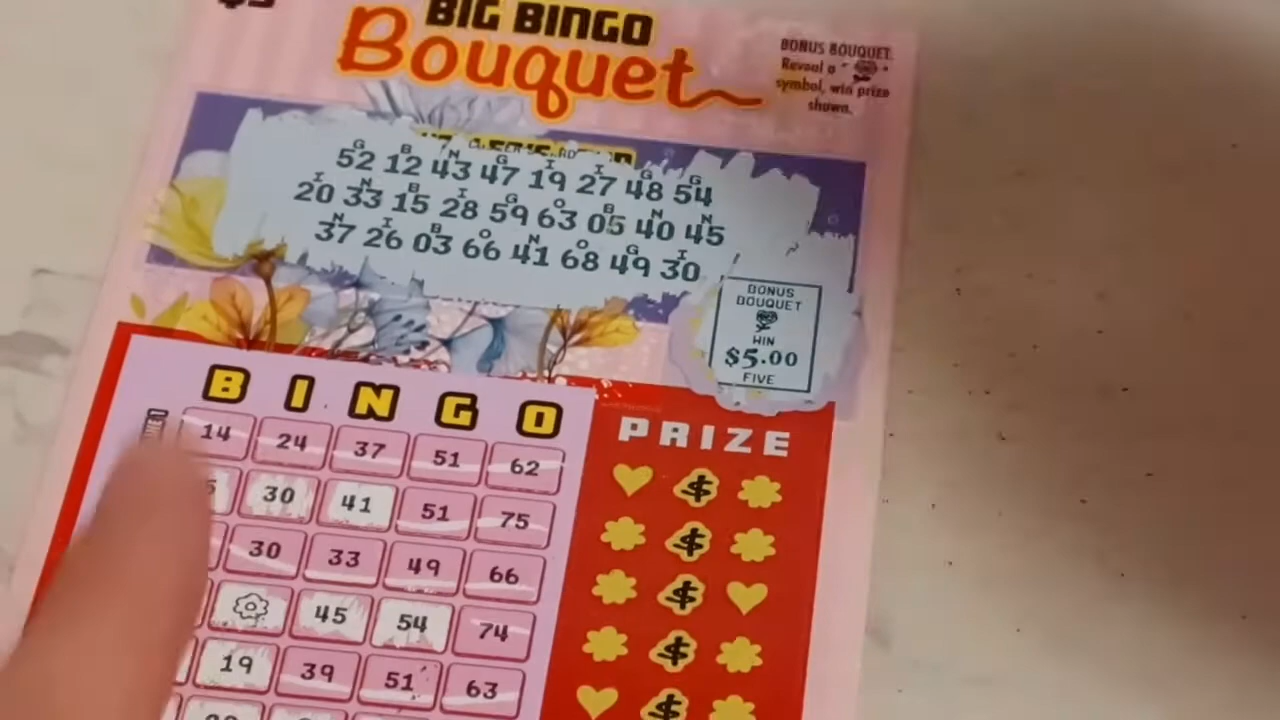 $5
BIG BINGO
Bouquet
BONUS BOUQUET:
Reveal a " "
symbol, win prize
shown.
G B N G I I G G
52 12 43 47 19 27 48 54
I N B I G O B N N
20 33 15 28 59 63 05 40 45
N I B O N O G I
37 26 03 66 41 68 49 30
BONUS
BOUQUET
WIN
$5.00
FIVE
B I N G O
PRIZE
14 24 37 51 62
$
5 30 41 51 75
$
30 33 49 66
$
45 54 74
$
19 39 51 63
$